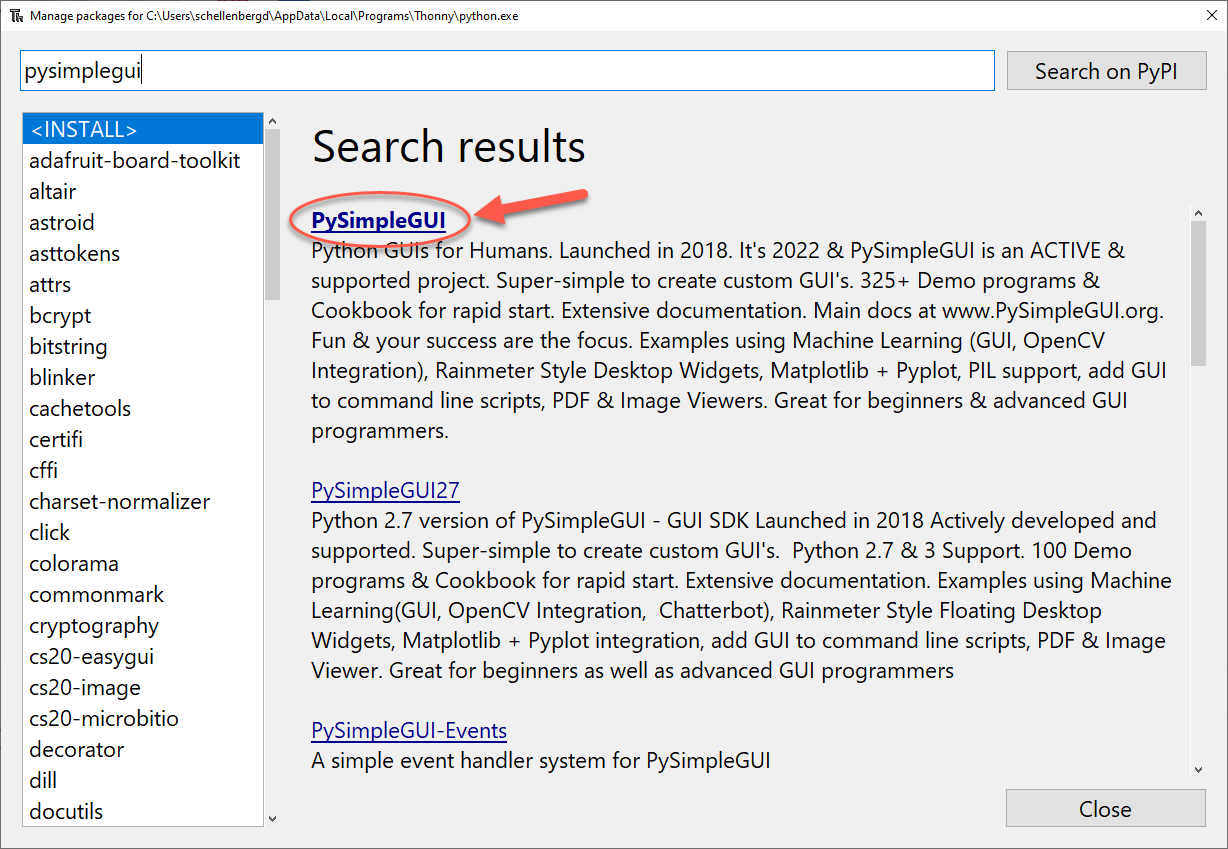 Manage packages for C:\Users\schellenbergd\AppData\Local\Programs\Thonny\python.exe
pysimplegui
Search on PyPI
<INSTALL>
adafruit-board-toolkit
altair
astroid
asttokens
attrs
bcrypt
bitstring
blinker
cachetools
certifi
cffi
charset-normalizer
click
colorama
commonmark
cryptography
cs20-easygui
cs20-image
cs20-microbitio
decorator
dill
docutils
Search results
PySimpleGUI
Python GUIs for Humans. Launched in 2018. It's 2022 & PySimpleGUI is an ACTIVE &
supported project. Super-simple to create custom GUI's. 325+ Demo programs &
Cookbook for rapid start. Extensive documentation. Main docs at www.PySimpleGUI.org.
Fun & your success are the focus. Examples using Machine Learning (GUI, OpenCV
Integration), Rainmeter Style Desktop Widgets, Matplotlib + Pyplot, PIL support, add GUI
to command line scripts, PDF & Image Viewers. Great for beginners & advanced GUI
programmers.
PySimpleGUI27
Python 2.7 version of PySimpleGUI - GUI SDK Launched in 2018 Actively developed and
supported. Super-simple to create custom GUI's.  Python 2.7 & 3 Support. 100 Demo
programs & Cookbook for rapid start. Extensive documentation. Examples using Machine
Learning(GUI, OpenCV Integration,  Chatterbot), Rainmeter Style Floating Desktop
Widgets, Matplotlib + Pyplot integration, add GUI to command line scripts, PDF & Image
Viewer. Great for beginners as well as advanced GUI programmers
PySimpleGUI-Events
A simple event handler system for PySimpleGUI
Close